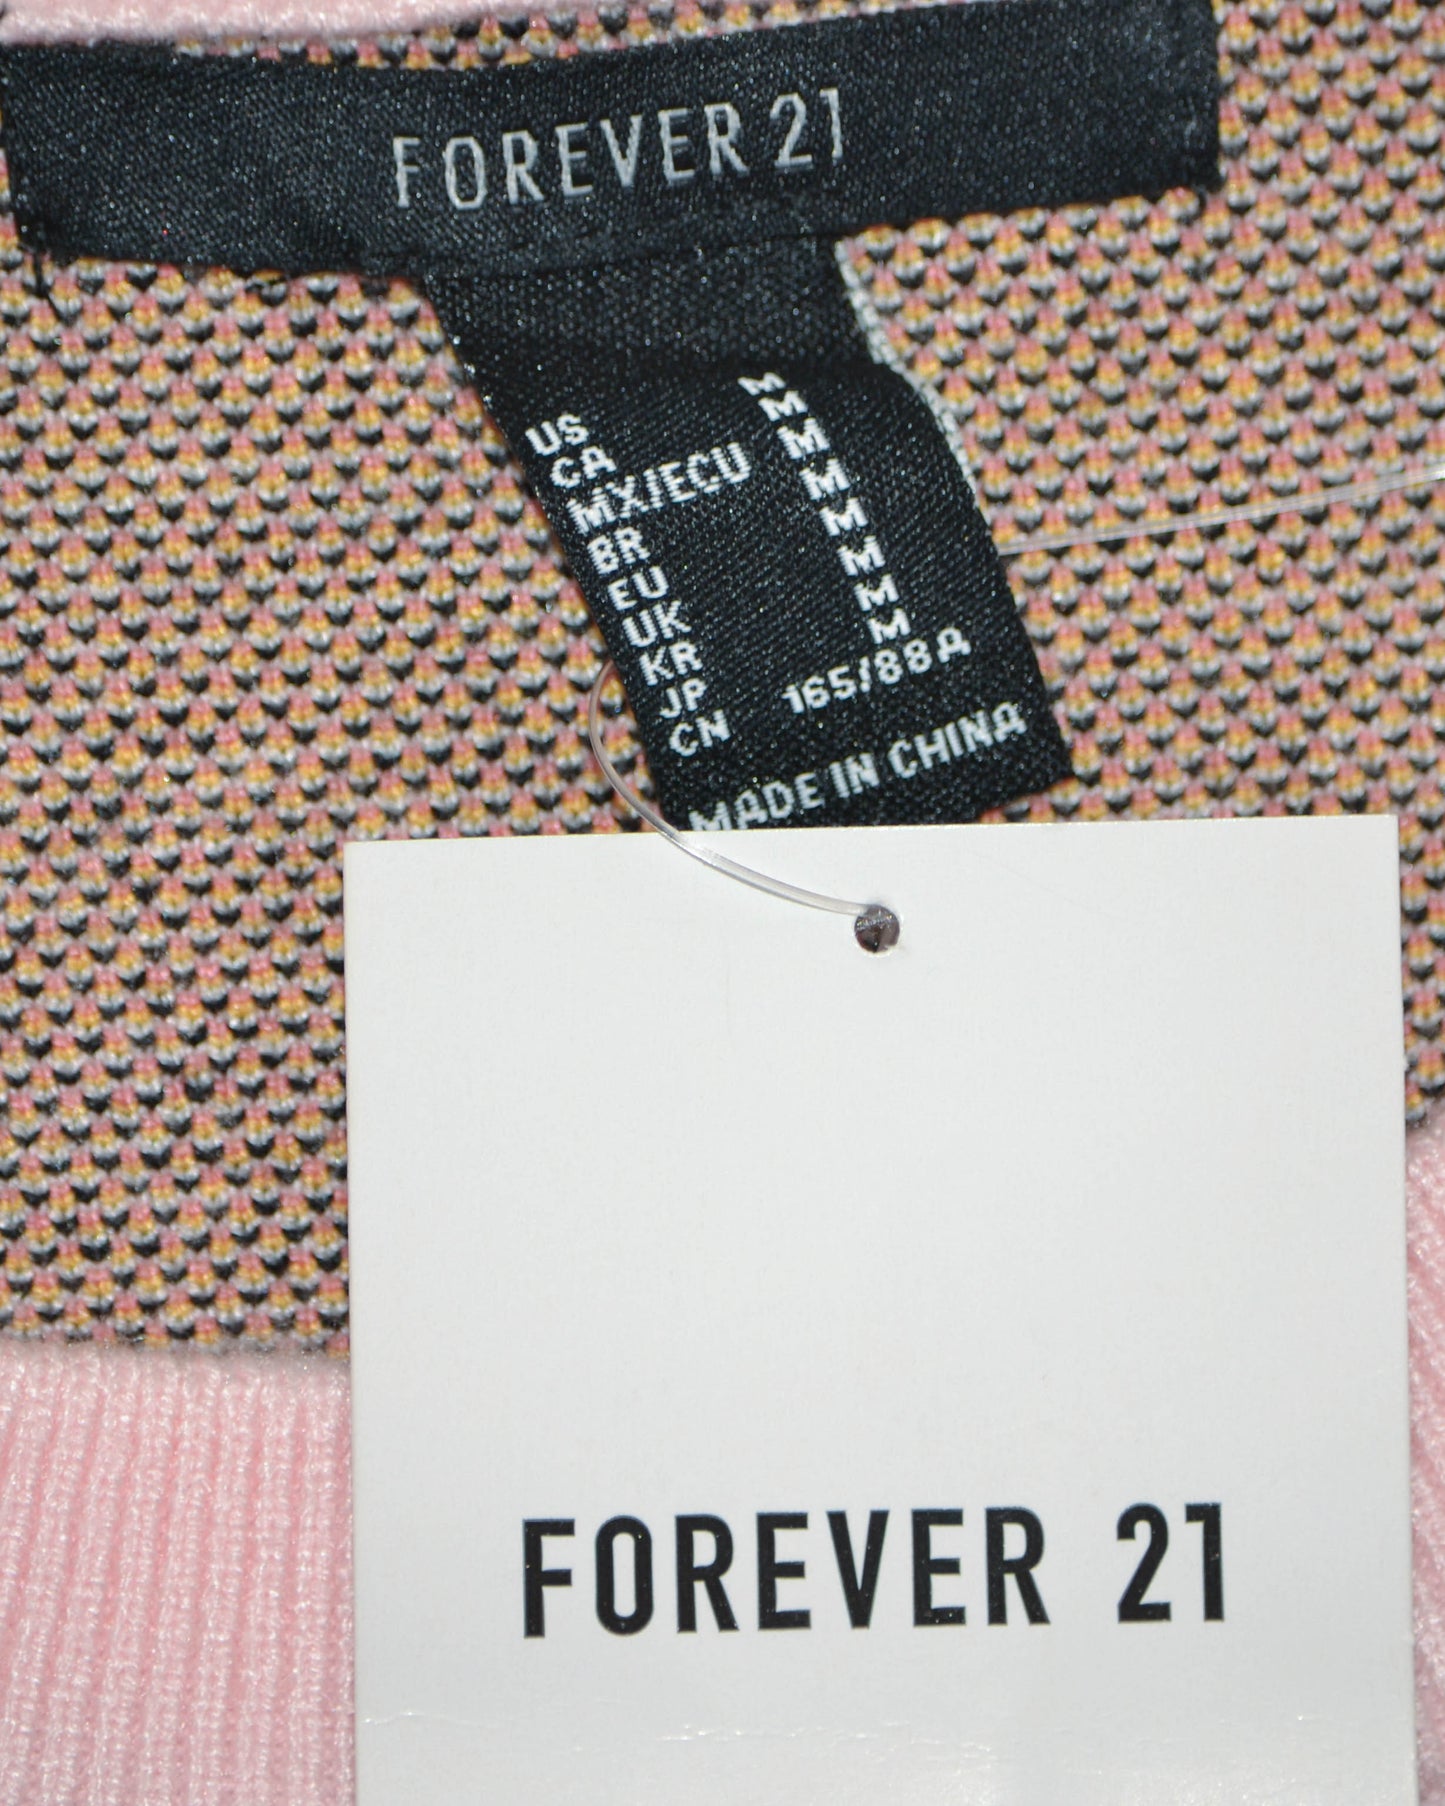 FOREVER 21
US M
CA M
MX/ECU M
BR M
EU M
UK M
KR M
JP M
CN 165/88A
MADE IN CHINA
FOREVER 21